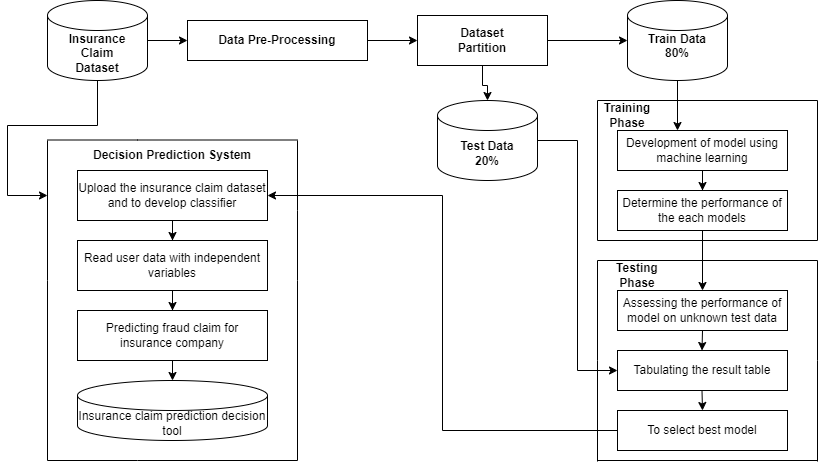 Insurance
Claim
Dataset
Data Pre-Processing
Dataset
Partition
Train Data
80%
Test Data
20%
Training
Phase
Development of model using
machine learning
Determine the performance of
the each models
Testing
Phase
Assessing the performance of
model on unknown test data
Tabulating the result table
To select best model
Decision Prediction System
Upload the insurance claim dataset
and to develop classifier
Read user data with independent
variables
Predicting fraud claim for
insurance company
Insurance claim prediction decision
tool